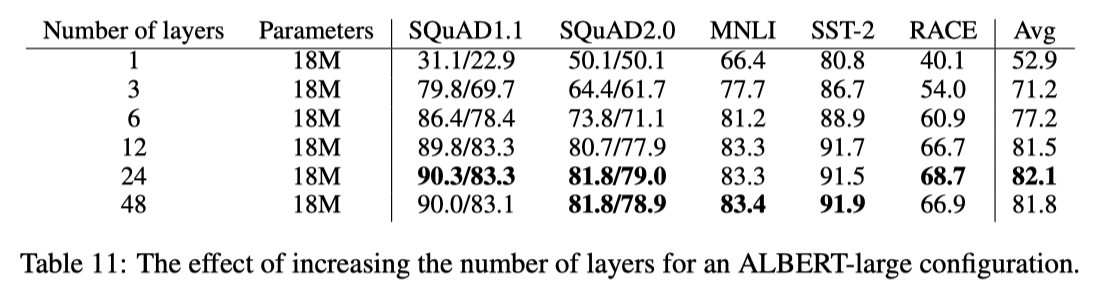 Number of layers Parameters SQuAD1.1 SQuAD2.0 MNLI SST-2 RACE Avg
1 18M 31.1/22.9 50.1/50.1 66.4 80.8 40.1 52.9
3 18M 79.8/69.7 64.4/61.7 77.7 86.7 54.0 71.2
6 18M 86.4/78.4 73.8/71.1 81.2 88.9 60.9 77.2
12 18M 89.8/83.3 80.7/77.9 83.3 91.7 66.7 81.5
24 18M 90.3/83.3 81.8/79.0 83.3 91.5 68.7 82.1
48 18M 90.0/83.1 81.8/78.9 83.4 91.9 66.9 81.8
Table 11: The effect of increasing the number of layers for an ALBERT-large configuration.